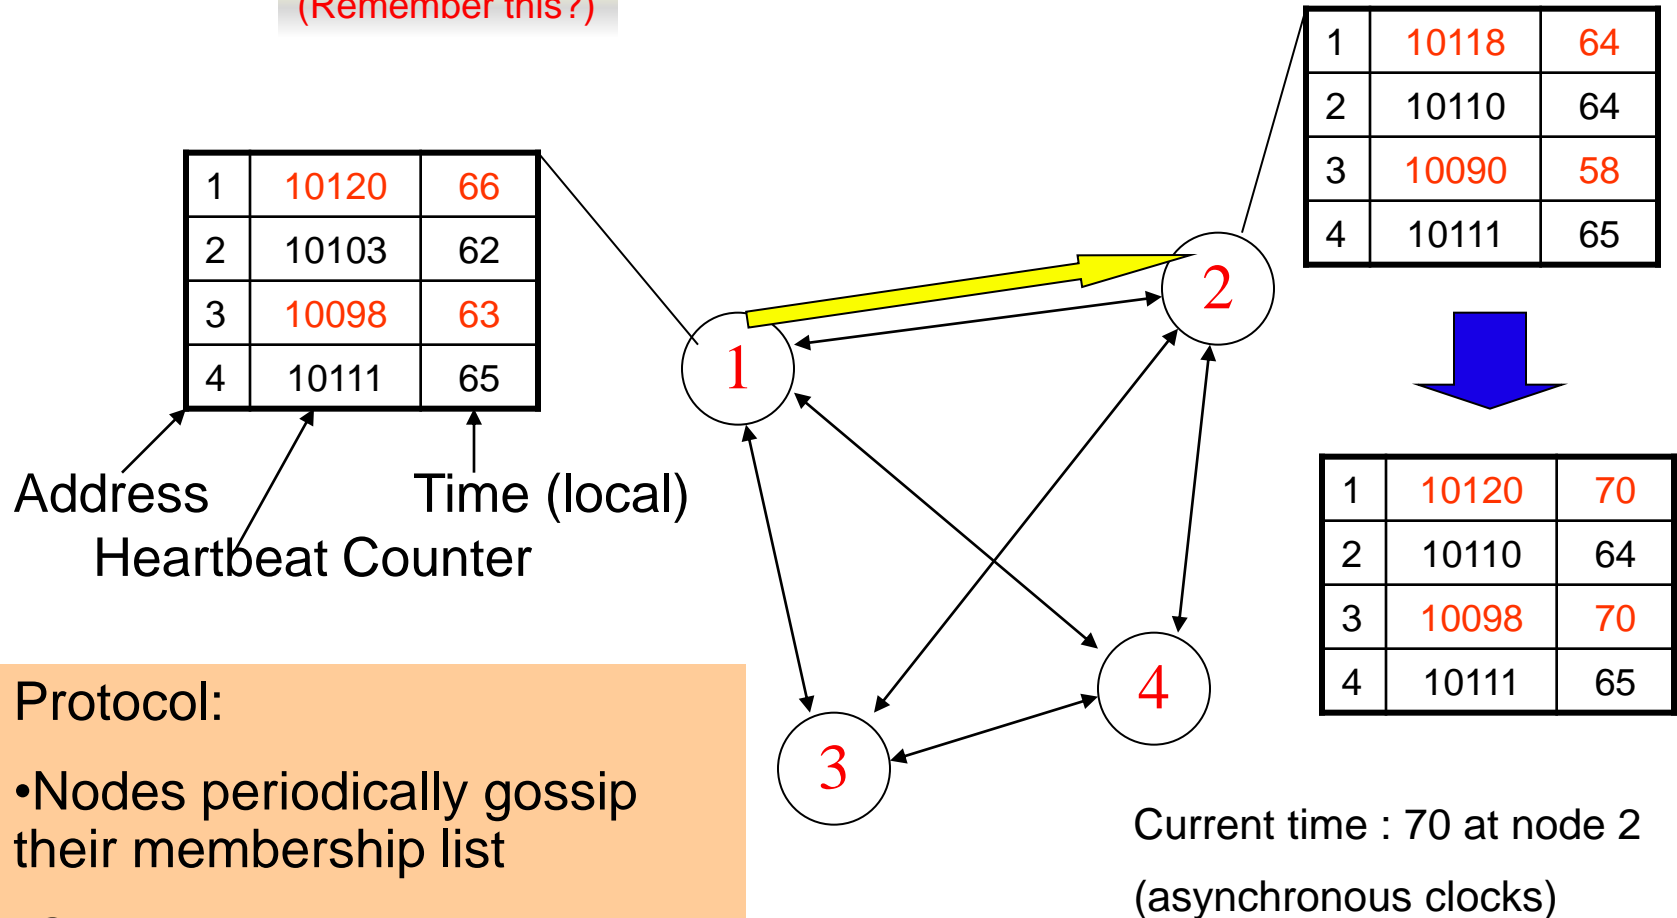 (Remember this?)
1 10118 64
2 10110 64
3 10090 58
4 10111 65
1 10120 66
2 10103 62
3 10098 63
4 10111 65
Address
Time (local)
Heartbeat Counter
1
2
3
4
1 10120 70
2 10110 64
3 10098 70
4 10111 65
Protocol:
•Nodes periodically gossip
their membership list
Current time : 70 at node 2
(asynchronous clocks)